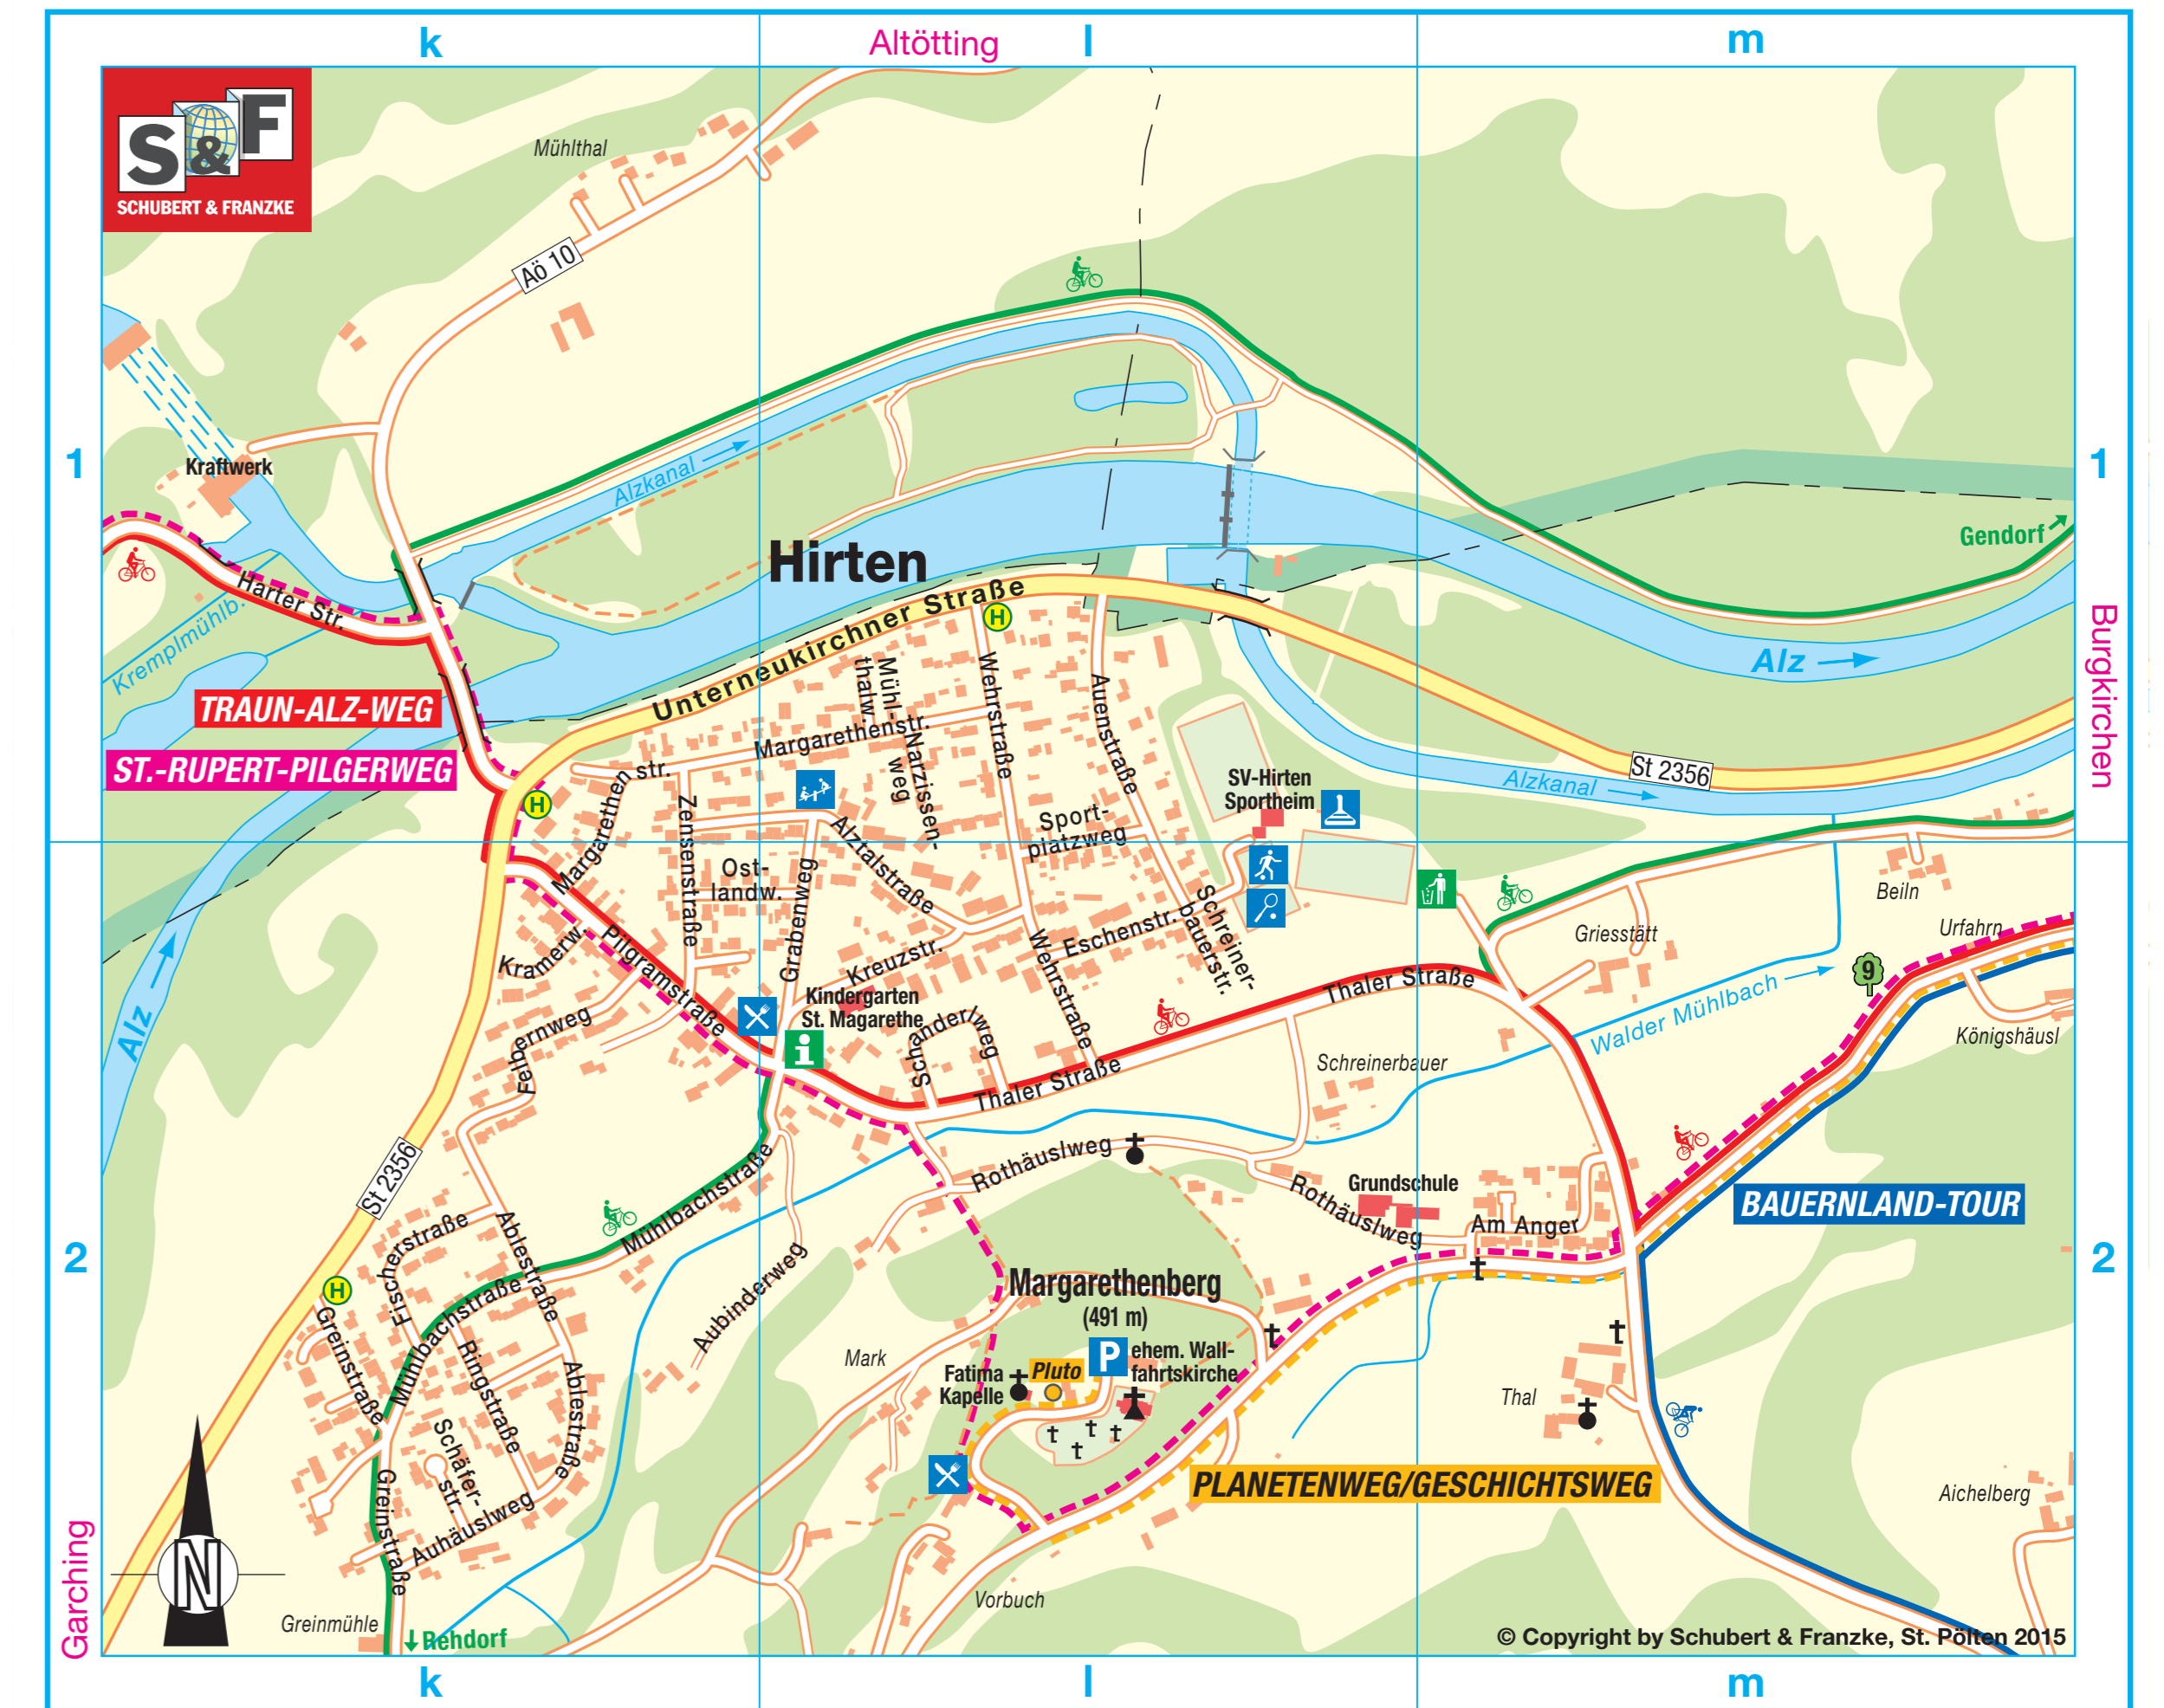 k
Altötting
l
m
S&F
SCHUBERT & FRANZKE
Mühlthal
Aö 10
1
1
Kraftwerk
Alzkanal
Gendorf
Hirten
Harter Str.
Kremplmühlb.
Unterneukirchner Straße
H
Burgkirchen
Alz
TRAUN-ALZ-WEG
ST.-RUPERT-PILGERWEG
Mühl-
thalw.
Wehrstraße
Auenstraße
Margarethenstr.
Narzissen-
weg
St 2356
Alzkanal
SV-Hirten
Sportheim
H
Margarethen str.
Zensenstraße
Sport-
platzweg
Alztalstraße
Ost-
landw.
Grabenweg
Beiln
Schreiner-
bauerstr.
Eschenstr.
Urfahrn
Griesstätt
Kramerw.
Pilgramstraße
Kreuzstr.
Wehrstraße
9
Thaler Straße
Walder Mühlbach
Kindergarten
St. Magarethe
Alz
Felbernweg
i
Schanderlweg
Königshäusl
Schreinerbauer
Thaler Straße
St 2356
Mühlbachstraße
Rothäuslweg
Grundschule
Rothäuslweg
Am Anger
BAUERNLAND-TOUR
Fischerstraße
Ablestraße
2
2
Aubinderweg
Margarethenberg
(491 m)
H
Mühlbachstraße
Greinstraße
Ringstraße
Mark
P
ehem. Wall-
fahrtskirche
Fatima
Kapelle
Pluto
Ablestraße
Thal
Schäfer-
str.
PLANETENWEG/GESCHICHTSWEG
Aichelberg
Greinstraße
Auhäuslweg
Garching
N
Vorbuch
Greinmühle
Rehdorf
© Copyright by Schubert & Franzke, St. Pölten 2015
k
l
m